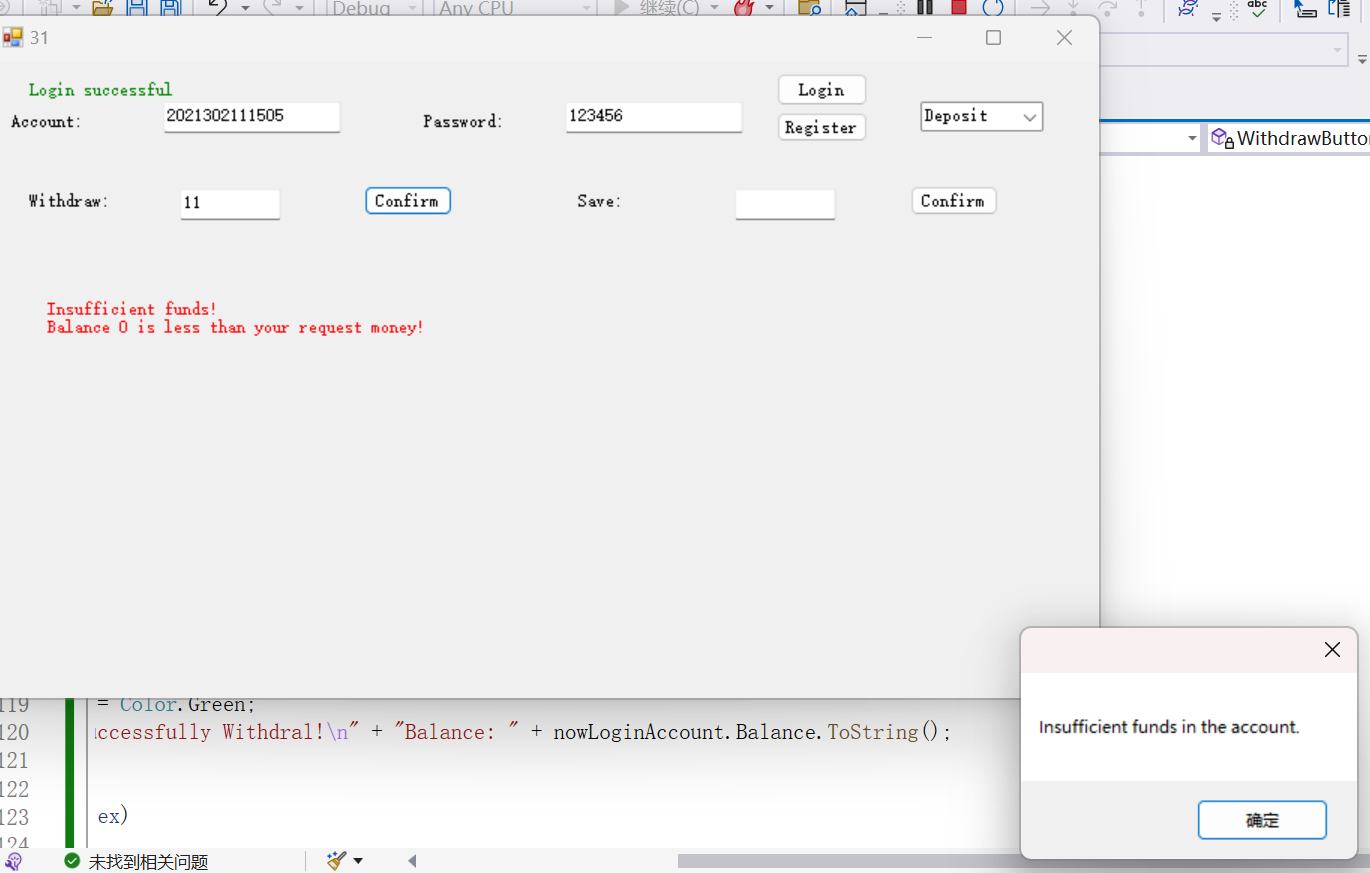 Debug
Any CPU
继续(C)
abc
31
Login successful
Account:
2021302111505
Password:
123456
Login
Register
Deposit
Withdraw:
11
Confirm
Save:
Confirm
Insufficient funds!
Balance 0 is less than your request money!
119
= Color.Green;
120
uccessfully Withdral!\n" + "Balance: " + nowLoginAccount.Balance.ToString();
121
122
123
ex)
124
未找到相关问题
WithdrawButto
Insufficient funds in the account.
确定